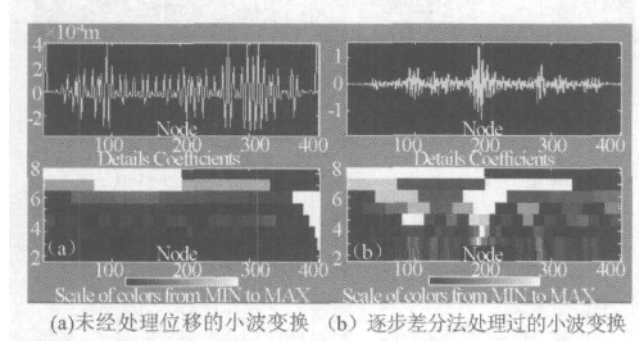 ×10⁻⁴m
4
2
0
-2
100
200
300
400
Node
Details Coefficients
8
6
4
2
(a)
Node
100
200
300
400
Scale of colors from MIN to MAX
1
0
-1
100
200
300
400
Node
Details Coefficients
8
6
4
2
(b)
Node
100
200
300
400
Scale of colors from MIN to MAX
(a)未经处理位移的小波变换
(b) 逐步差分法处理过的小波变换